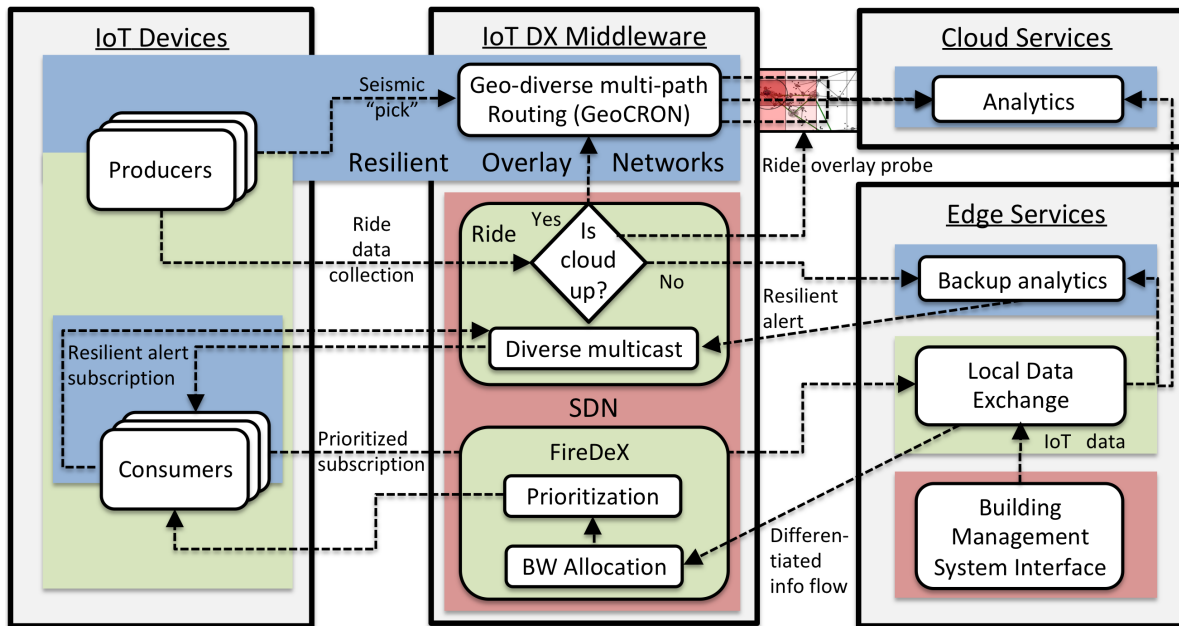 IoT Devices
IoT DX Middleware
Cloud Services
Seismic
“pick”
Geo-diverse multi-path
Routing (GeoCRON)
Analytics
Producers
Resilient Overlay Networks
Ride overlay probe
Edge Services
Ride
data
collection
Ride
Yes
Is
cloud
up?
No
Backup analytics
Resilient
alert
Resilient alert
subscription
Diverse multicast
Local Data
Exchange
SDN
Prioritized
subscription
FireDeX
IoT data
Consumers
Prioritization
Building
Management
System Interface
BW Allocation
Differen-
tiated
info flow